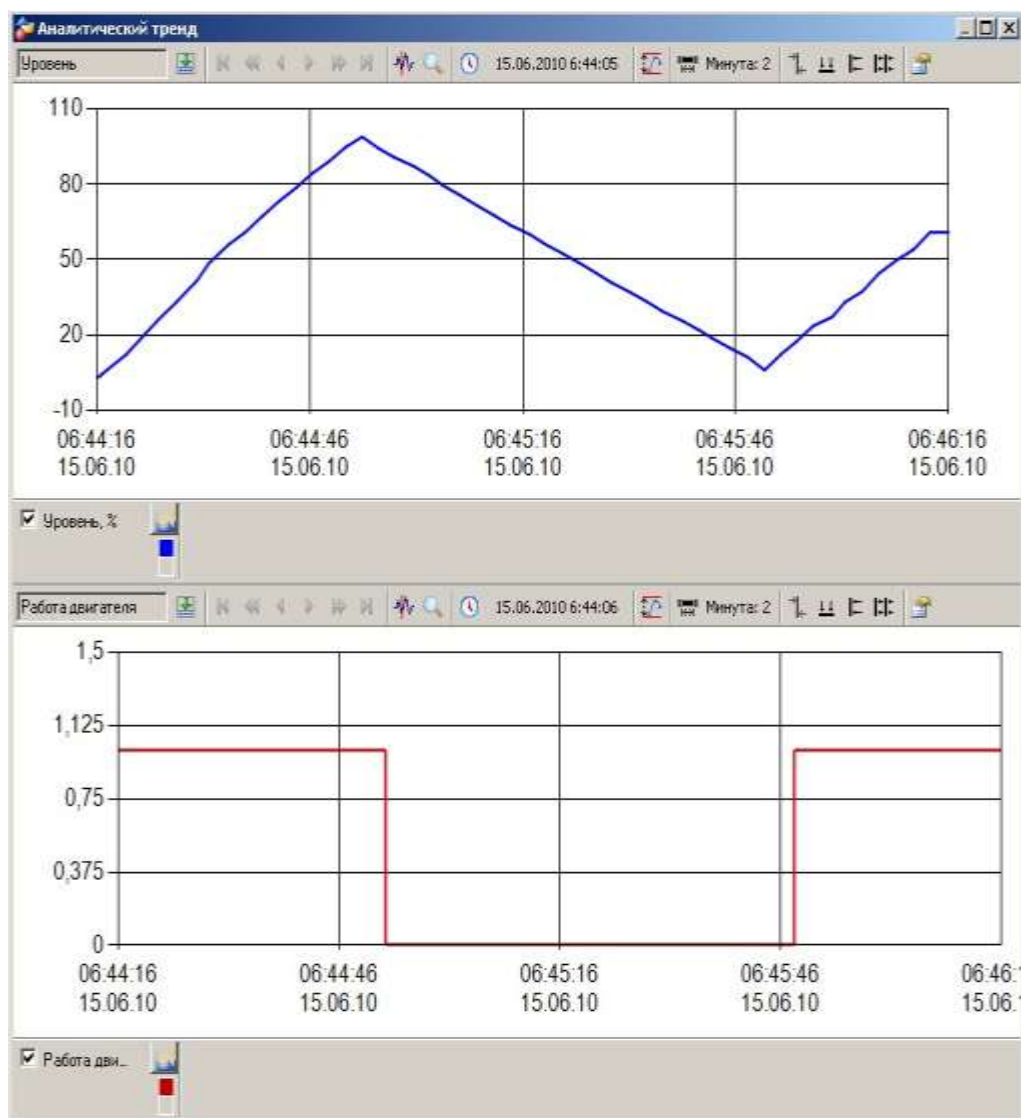 Аналитический тренд
Уровень 15.06.2010 6:44:05 Минута: 2
110
80
50
20
-10
06:44:16 06:44:46 06:45:16 06:45:46 06:46:16
15.06.10 15.06.10 15.06.10 15.06.10 15.06.10
Уровень, %
Работа двигателя 15.06.2010 6:44:06 Минута: 2
1,5
1,125
0,75
0,375
0
06:44:16 06:44:46 06:45:16 06:45:46 06:46:
15.06.10 15.06.10 15.06.10 15.06.10 15.06.
Работа дви...